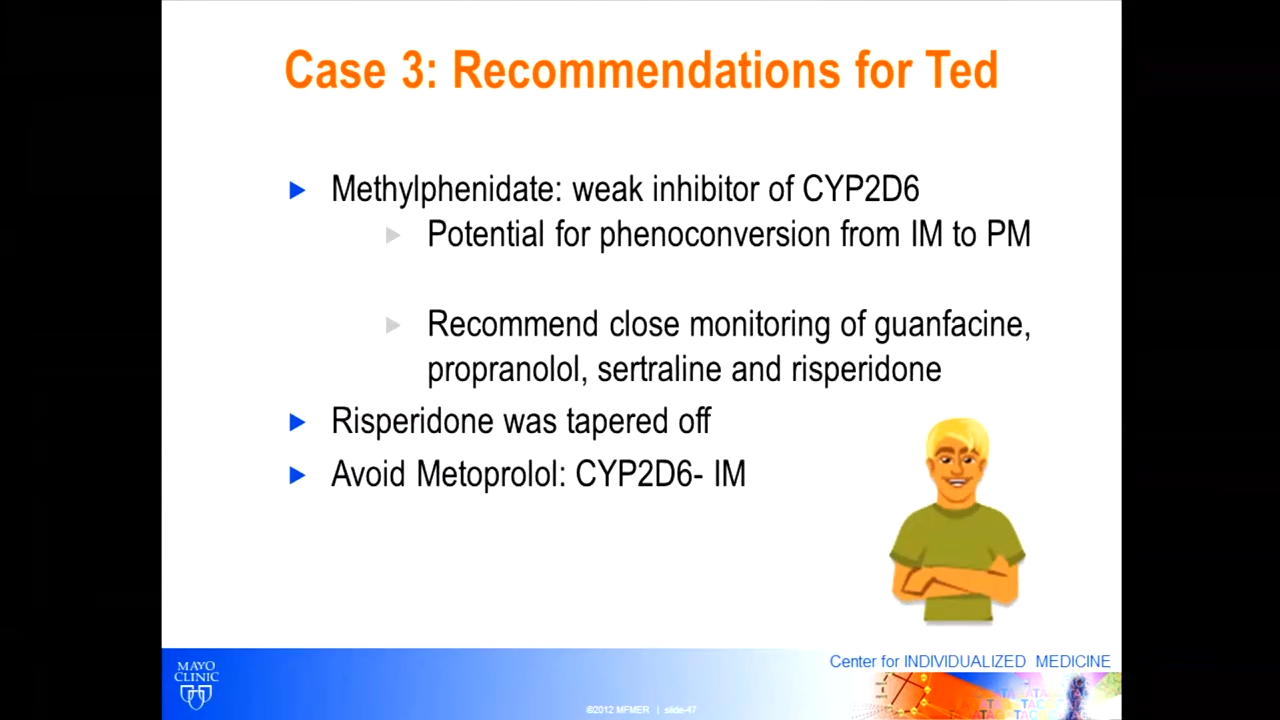 Case 3: Recommendations for Ted
Methylphenidate: weak inhibitor of CYP2D6
Potential for phenoconversion from IM to PM
Recommend close monitoring of guanfacine,
propranolol, sertraline and risperidone
Risperidone was tapered off
Avoid Metoprolol: CYP2D6- IM
MAYO
CLINIC
Center for INDIVIDUALIZED MEDICINE
©2012 MFMER | slide-47